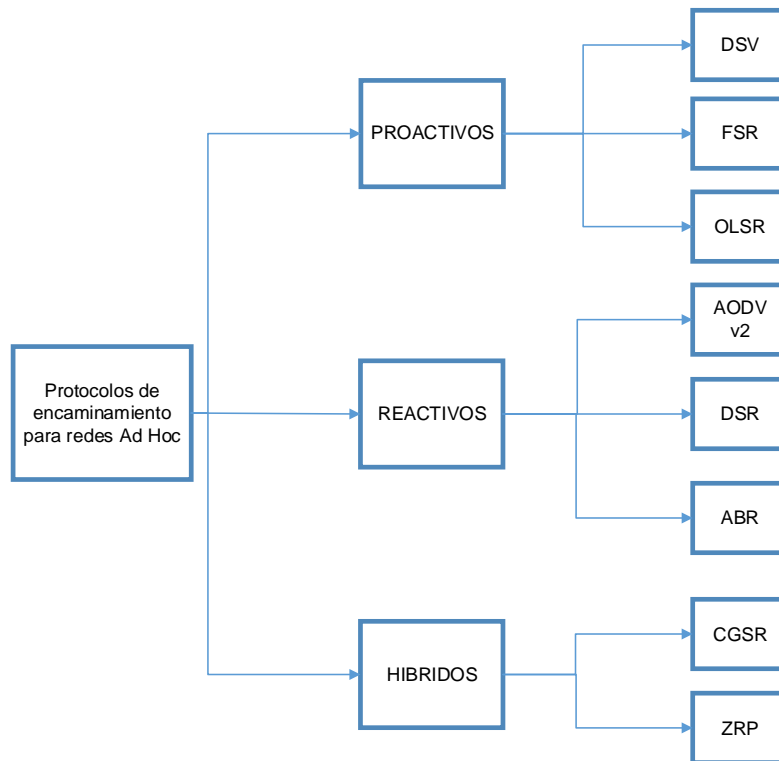 DSV
PROACTIVOS
FSR
OLSR
AODV
v2
Protocolos de
encaminamiento
para redes Ad Hoc
REACTIVOS
DSR
ABR
CGSR
HIBRIDOS
ZRP